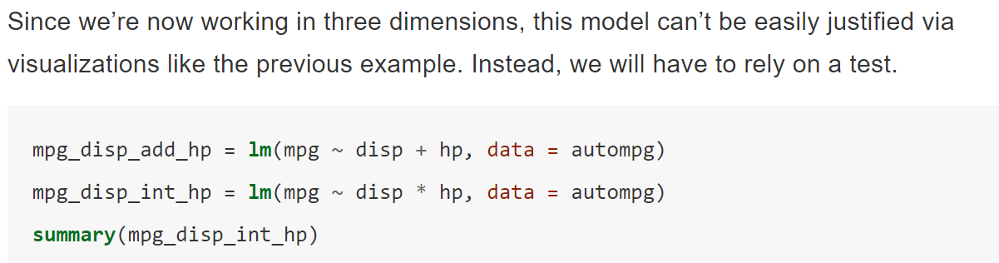 Since we’re now working in three dimensions, this model can’t be easily justified via
visualizations like the previous example. Instead, we will have to rely on a test.
mpg_disp_add_hp = lm(mpg ~ disp + hp, data = autompg)
mpg_disp_int_hp = lm(mpg ~ disp * hp, data = autompg)
summary(mpg_disp_int_hp)